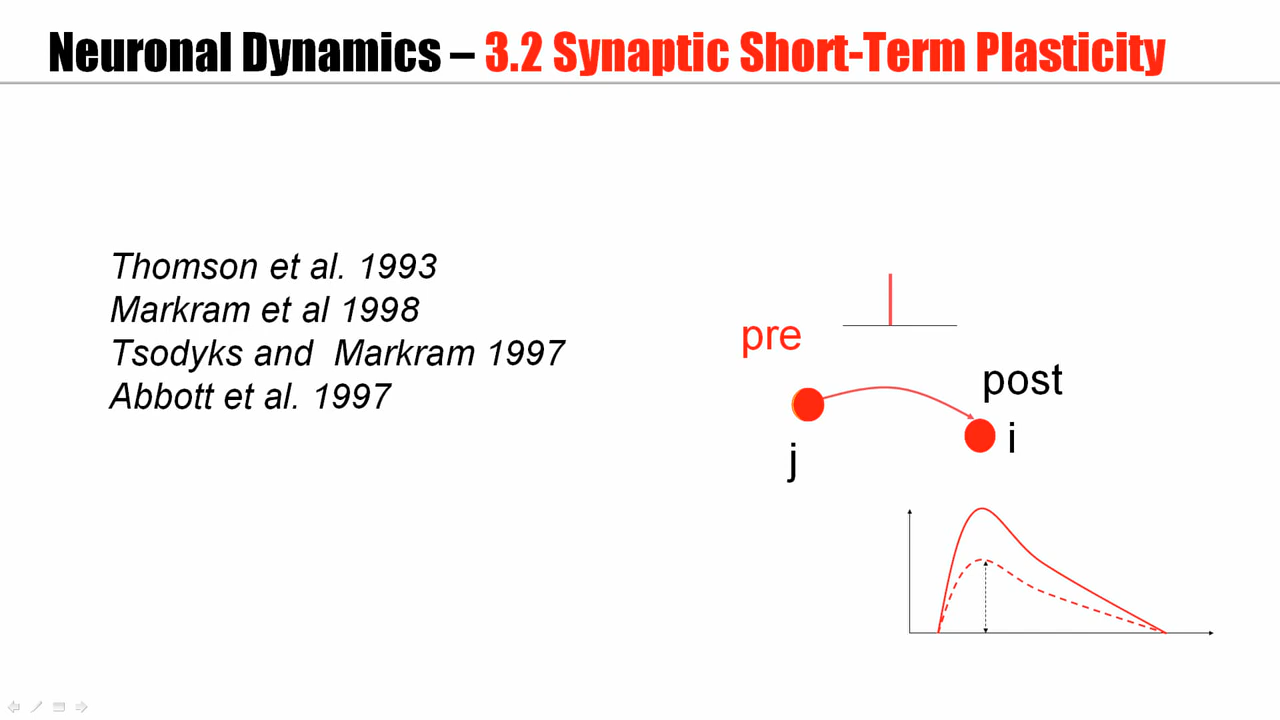 Neuronal Dynamics – 3.2 Synaptic Short-Term Plasticity
Thomson et al. 1993
Markram et al 1998
Tsodyks and  Markram 1997
Abbott et al. 1997
pre
post
j
i